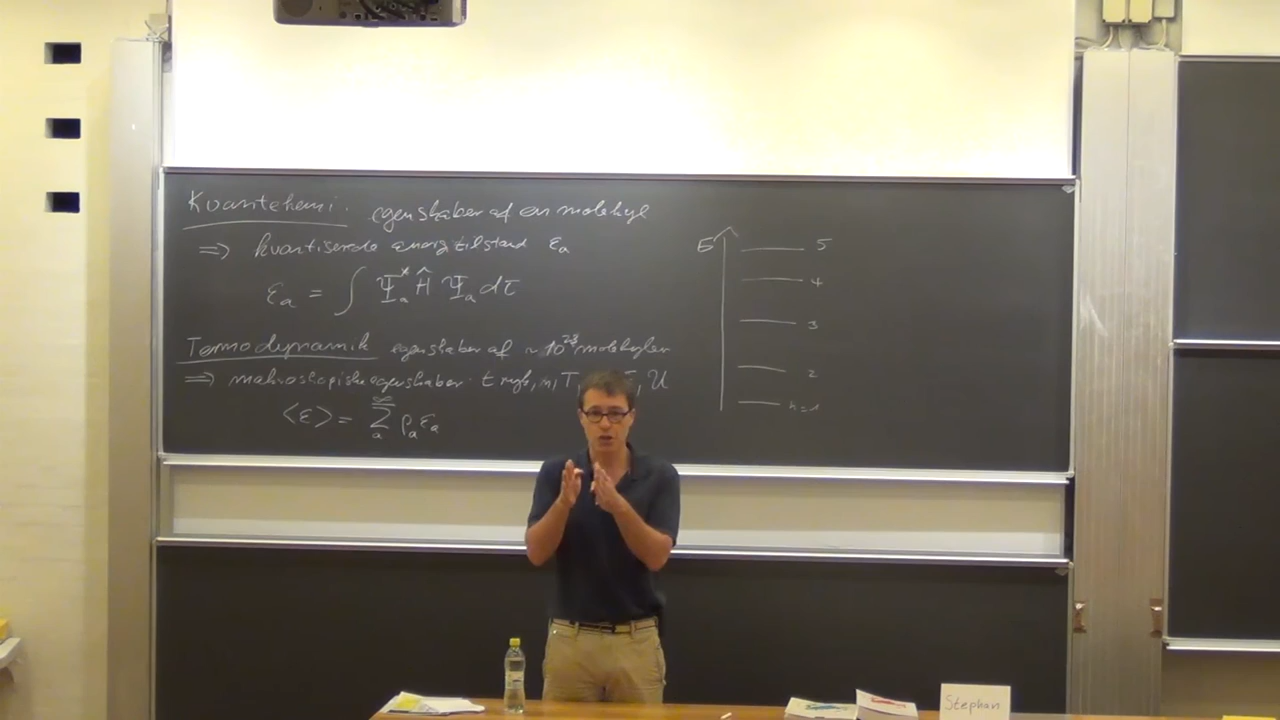 Kvantekemi: egenskaber af en molekyl
⟹ kvantiserede energitilstand εₐ
εₐ = ∫ Ψₐ* Ĥ Ψₐ dτ
Termodynamik egenskaber af ~ 10²³ molekyler
⟹ makroskopiske egenskaber: tryk, n, T, U
<ε> = ∑ₐ^∞ pₐ εₐ
E
5
4
3
2
n=1
Stephan